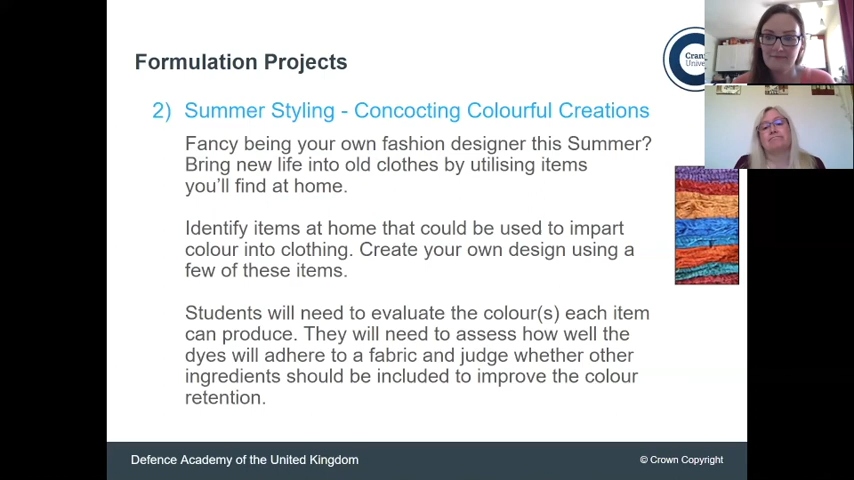 Formulation Projects
2) Summer Styling - Concocting Colourful Creations
Fancy being your own fashion designer this Summer?
Bring new life into old clothes by utilising items
you'll find at home.
Identify items at home that could be used to impart
colour into clothing. Create your own design using a
few of these items.
Students will need to evaluate the colour(s) each item
can produce. They will need to assess how well the
dyes will adhere to a fabric and judge whether other
ingredients should be included to improve the colour
retention.
Defence Academy of the United Kingdom
© Crown Copyright